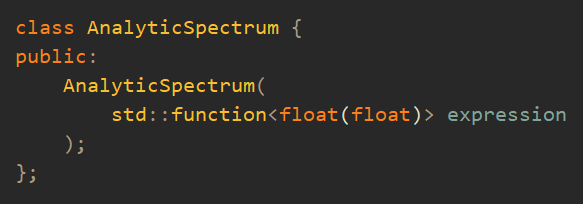 class AnalyticSpectrum {
public:
    AnalyticSpectrum(
        std::function<float(float)> expression
    );
};